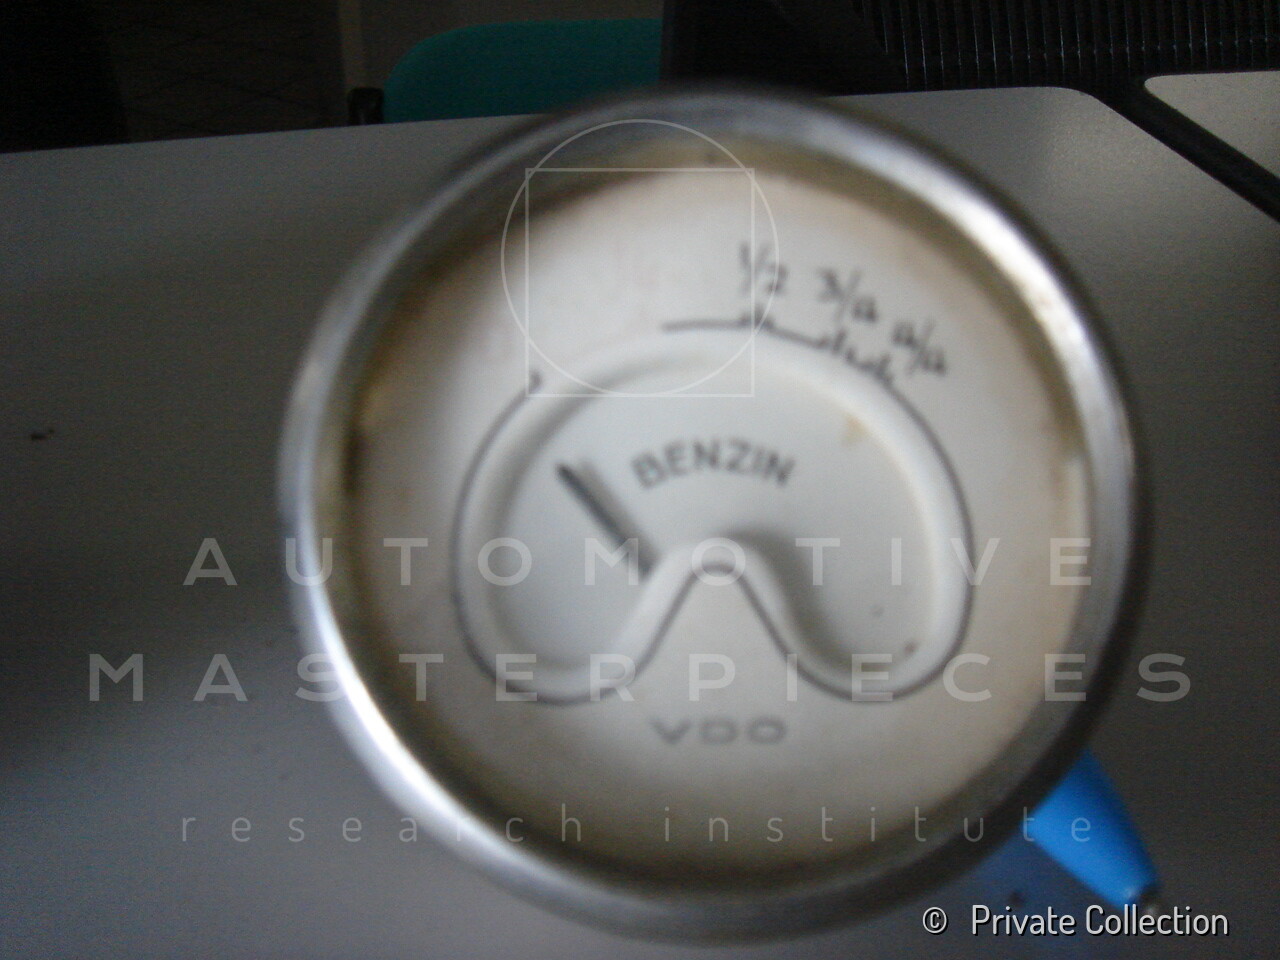 1/2 3/4 4/4
BENZIN
AUTOMOTIVE
MASTERPIECES
VDO
research institute
© Private Collection